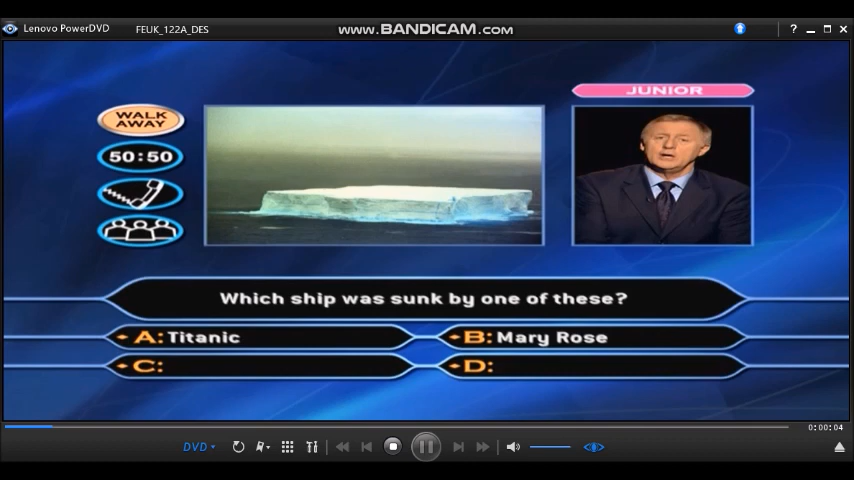 Lenovo PowerDVD
FEUK_122A_DES
www.BANDICAM.com
JUNIOR
WALK
AWAY
50:50
Which ship was sunk by one of these?
A: Titanic
B: Mary Rose
C:
D:
0:00:04
DVD